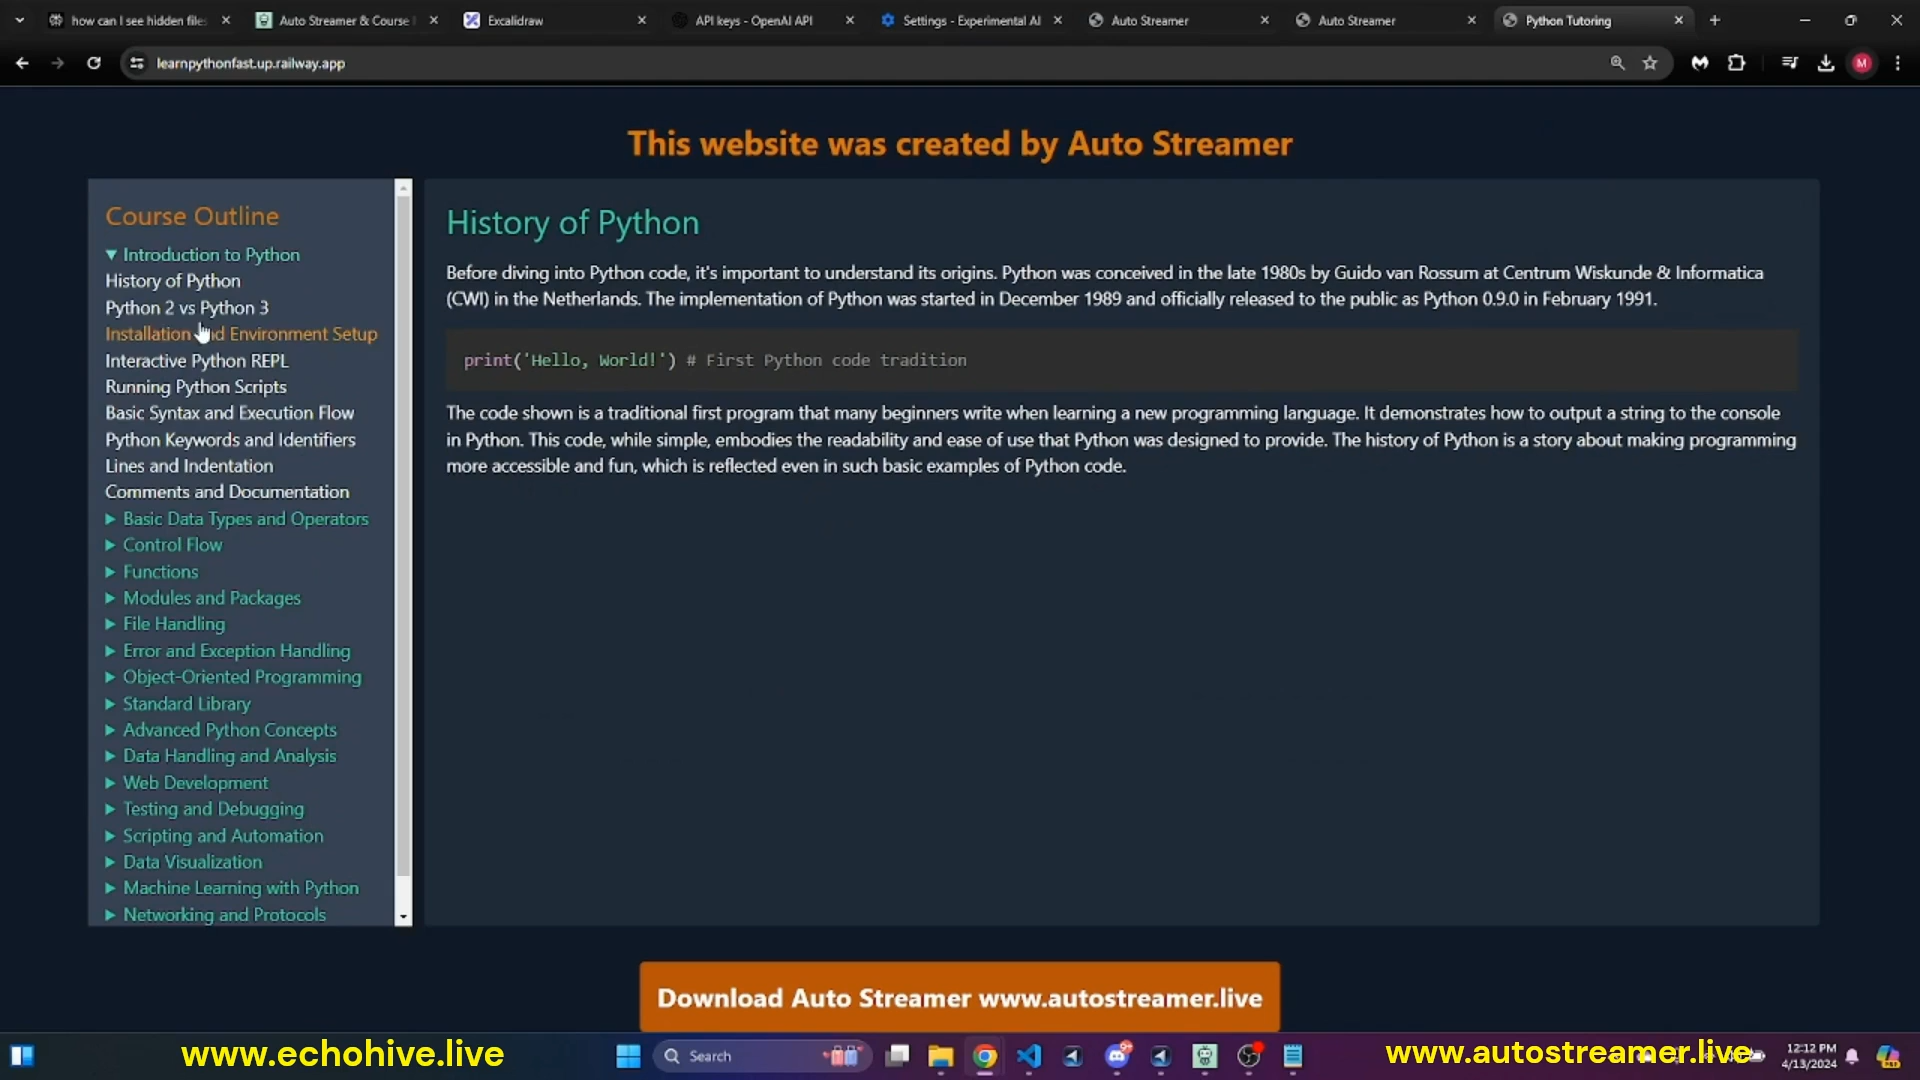 how can I see hidden files
Auto Streamer & Course
Excalidraw
API keys - OpenAI API
Settings - Experimental AI
Auto Streamer
Auto Streamer
Python Tutoring
learnpythonfast.up.railway.app
M
This website was created by Auto Streamer
Course Outline
Introduction to Python
History of Python
Python 2 vs Python 3
Installation and Environment Setup
Interactive Python REPL
Running Python Scripts
Basic Syntax and Execution Flow
Python Keywords and Identifiers
Lines and Indentation
Comments and Documentation
Basic Data Types and Operators
Control Flow
Functions
Modules and Packages
File Handling
Error and Exception Handling
Object-Oriented Programming
Standard Library
Advanced Python Concepts
Data Handling and Analysis
Web Development
Testing and Debugging
Scripting and Automation
Data Visualization
Machine Learning with Python
Networking and Protocols
History of Python
Before diving into Python code, it's important to understand its origins. Python was conceived in the late 1980s by Guido van Rossum at Centrum Wiskunde & Informatica
(CWI) in the Netherlands. The implementation of Python was started in December 1989 and officially released to the public as Python 0.9.0 in February 1991.
print('Hello, World!') # First Python code tradition
The code shown is a traditional first program that many beginners write when learning a new programming language. It demonstrates how to output a string to the console
in Python. This code, while simple, embodies the readability and ease of use that Python was designed to provide. The history of Python is a story about making programming
more accessible and fun, which is reflected even in such basic examples of Python code.
Download Auto Streamer www.autostreamer.live
www.echohive.live
Search
www.autostreamer.live
12:12 PM
4/13/2024